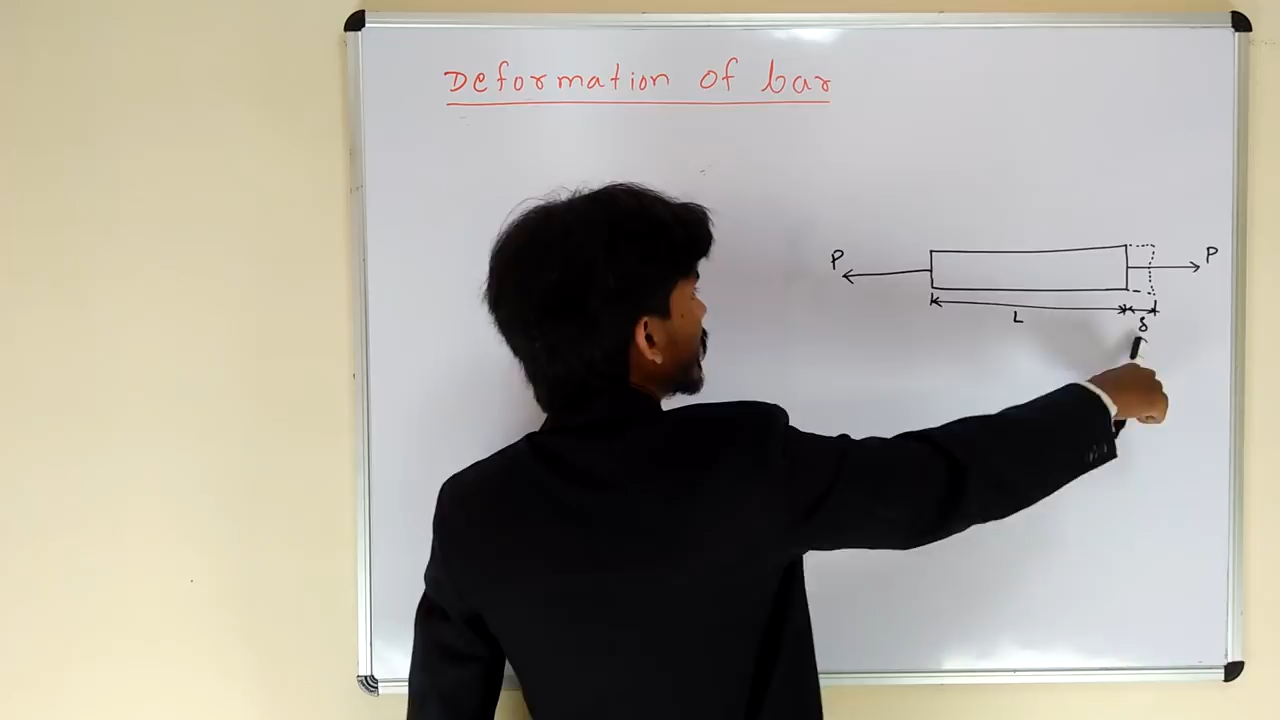 Deformation of bar
P P
L δ